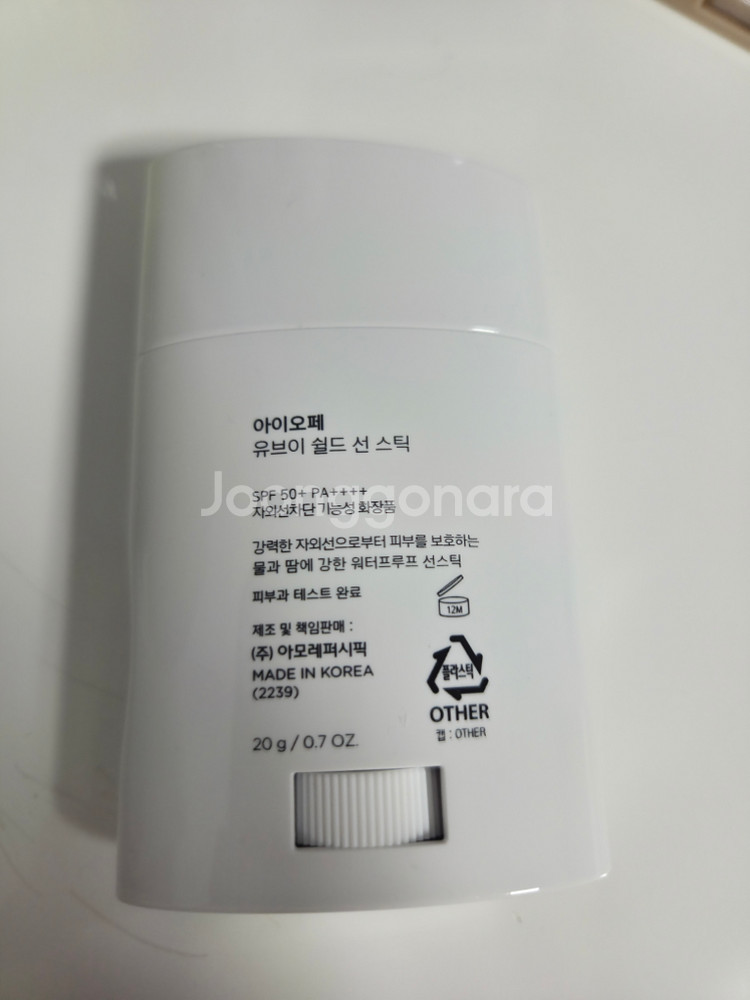 아이오페
유브이 쉴드 선 스틱
SPF 50+ PA++++
자외선차단 기능성 화장품
Joonggonara
강력한 자외선으로부터 피부를 보호하는
물과 땀에 강한 워터프루프 선스틱
피부과 테스트 완료
12M
제조 및 책임판매 :
(주) 아모레퍼시픽
MADE IN KOREA
(2239)
플라스틱
OTHER
캡 : OTHER
20 g / 0.7 OZ.